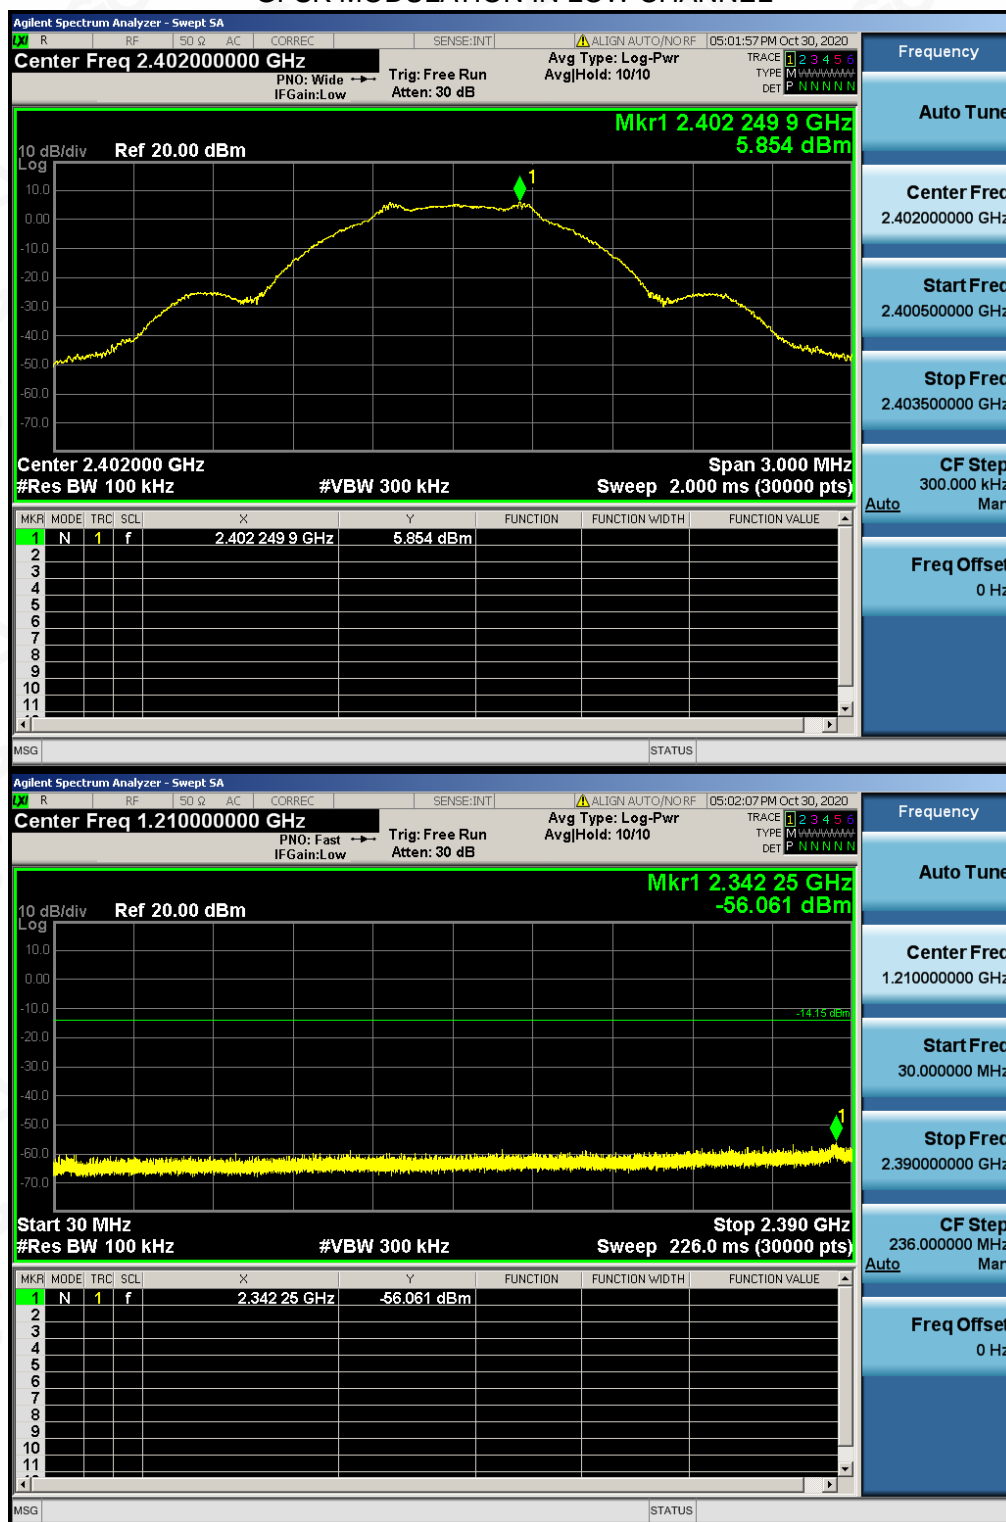 GFSK MODULATION IN LOW CHANNEL
Agilent Spectrum Analyzer - Swept SA
LXI R RF 50 Ω AC CORREC SENSE:INT ALIGN AUTO/NO RF 05:01:57 PM Oct 30, 2020
Center Freq 2.402000000 GHz
PNO: Wide
IFGain:Low
Trig: Free Run
Atten: 30 dB
Avg Type: Log-Pwr
Avg|Hold: 10/10
TRACE 1 2 3 4 5 6
TYPE M WWWWW
DET P N N N N N
Mkr1 2.402 249 9 GHz
5.854 dBm
10 dB/div Ref 20.00 dBm
Log
10.0
0.00
-10.0
-20.0
-30.0
-40.0
-50.0
-60.0
-70.0
1
Center 2.402000 GHz Span 3.000 MHz
#Res BW 100 kHz #VBW 300 kHz Sweep 2.000 ms (30000 pts)
MKR MODE TRC SCL X Y FUNCTION FUNCTION WIDTH FUNCTION VALUE
1 N 1 f 2.402 249 9 GHz 5.854 dBm
2
3
4
5
6
7
8
9
10
11
MSG STATUS
Frequency
Auto Tune
Center Freq
2.402000000 GHz
Start Freq
2.400500000 GHz
Stop Freq
2.403500000 GHz
CF Step
300.000 kHz
Auto Man
Freq Offset
0 Hz
Agilent Spectrum Analyzer - Swept SA
LXI R RF 50 Ω AC CORREC SENSE:INT ALIGN AUTO/NO RF 05:02:07 PM Oct 30, 2020
Center Freq 1.210000000 GHz
PNO: Fast
IFGain:Low
Trig: Free Run
Atten: 30 dB
Avg Type: Log-Pwr
Avg|Hold: 10/10
TRACE 1 2 3 4 5 6
TYPE M WWWWW
DET P N N N N N
Mkr1 2.342 25 GHz
-56.061 dBm
10 dB/div Ref 20.00 dBm
Log
10.0
0.00
-10.0
-20.0
-30.0
-40.0
-50.0
-60.0
-70.0
-14.15 dBm
1
Start 30 MHz Stop 2.390 GHz
#Res BW 100 kHz #VBW 300 kHz Sweep 226.0 ms (30000 pts)
MKR MODE TRC SCL X Y FUNCTION FUNCTION WIDTH FUNCTION VALUE
1 N 1 f 2.342 25 GHz -56.061 dBm
2
3
4
5
6
7
8
9
10
11
MSG STATUS
Frequency
Auto Tune
Center Freq
1.210000000 GHz
Start Freq
30.000000 MHz
Stop Freq
2.390000000 GHz
CF Step
236.000000 MHz
Auto Man
Freq Offset
0 Hz